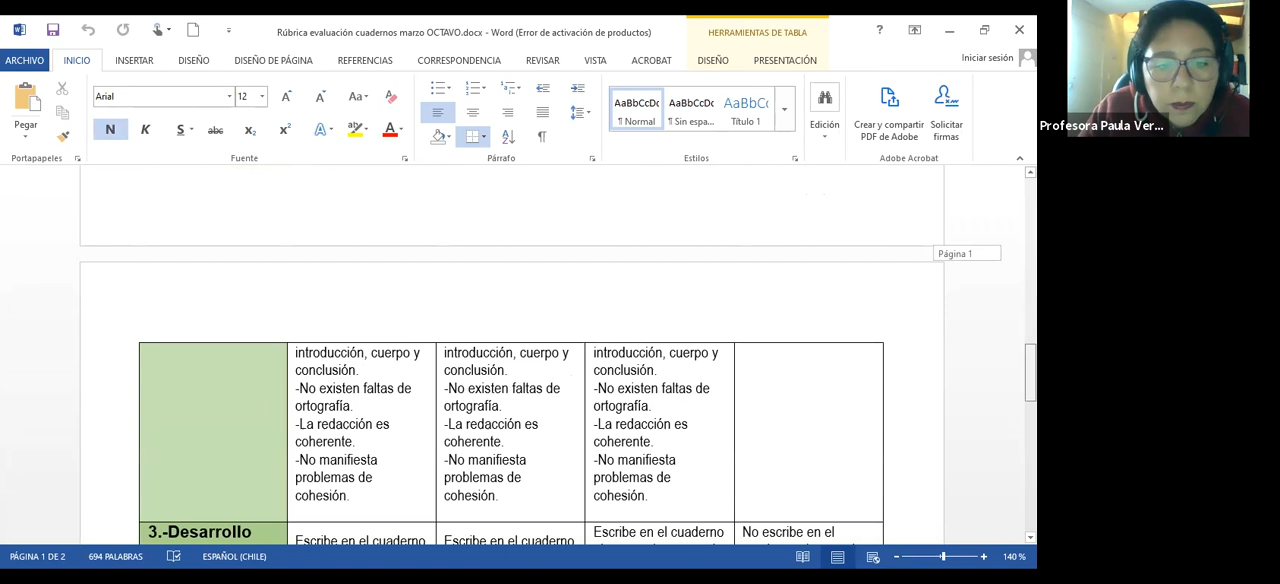 Rúbrica evaluación cuadernos marzo OCTAVO.docx - Word (Error de activación de productos)
HERRAMIENTAS DE TABLA
?
ARCHIVO INICIO INSERTAR DISEÑO DISEÑO DE PÁGINA REFERENCIAS CORRESPONDENCIA REVISAR VISTA ACROBAT DISEÑO PRESENTACIÓN Iniciar sesión
Pegar
Portapapeles
Arial 12 A A Aa
N K S abc x2 x2 A A
Fuente
Párrafo
AaBbCcDc AaBbCcDc AaBbCc
¶ Normal ¶ Sin espa... Título 1
Estilos
Edición
Crear y compartir PDF de Adobe
Solicitar firmas
Adobe Acrobat
Profesora Paula Ver...
Página 1
introducción, cuerpo y
conclusión.
-No existen faltas de
ortografía.
-La redacción es
coherente.
-No manifiesta
problemas de
cohesión.
introducción, cuerpo y
conclusión.
-No existen faltas de
ortografía.
-La redacción es
coherente.
-No manifiesta
problemas de
cohesión.
introducción, cuerpo y
conclusión.
-No existen faltas de
ortografía.
-La redacción es
coherente.
-No manifiesta
problemas de
cohesión.
3.-Desarrollo
Escribe en el cuaderno
Escribe en el cuaderno
Escribe en el cuaderno
No escribe en el
PÁGINA 1 DE 2 694 PALABRAS ESPAÑOL (CHILE) 140 %